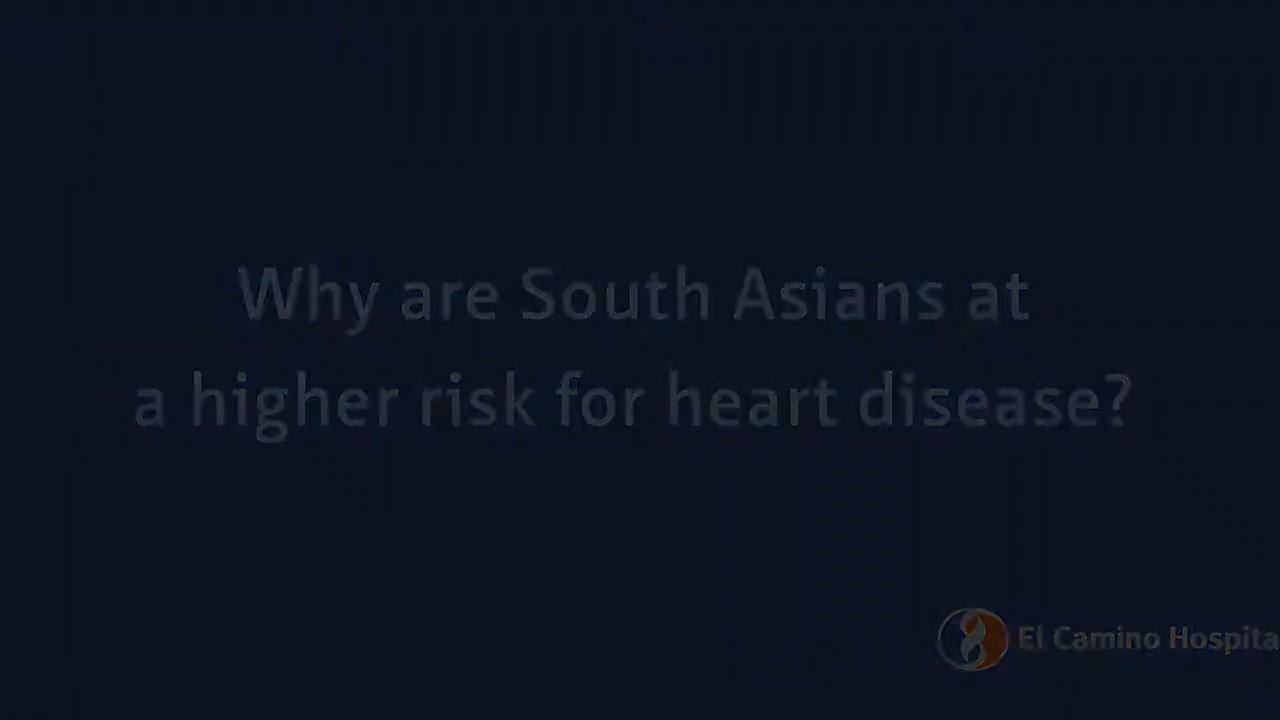 Why are South Asians at
a higher risk for heart disease?
El Camino Hospita